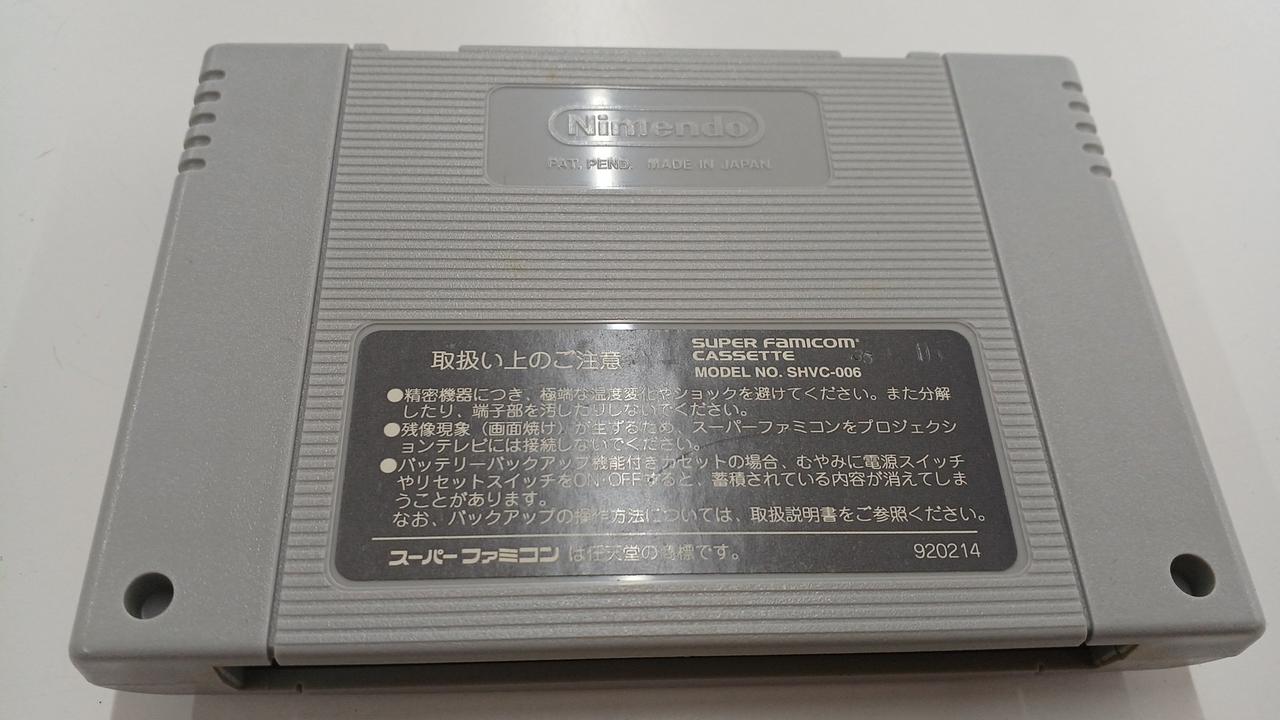 Nintendo
PAT. PEND. MADE IN JAPAN
取扱い上のご注意
SUPER FAMICOM
CASSETTE
MODEL NO. SHVC-006
●精密機器につき、極端な温度変化やショックを避けてください。また分解
したり、端子部を汚したりしないでください。
●残像現象（画面焼け）が生ずるため、スーパーファミコンをプロジェクシ
ョンテレビには接続しないでください。
●バッテリーバックアップ機能付きカセットの場合、むやみに電源スイッチ
やリセットスイッチをON・OFFすると、蓄積されている内容が消えてしま
うことがあります。
なお、バックアップの操作方法については、取扱説明書をご参照ください。
スーパーファミコン は任天堂の商標です。
920214